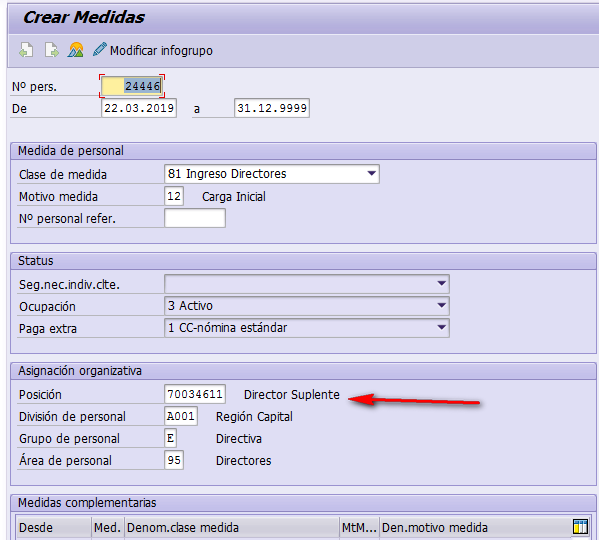 Crear Medidas
Modificar infogrupo
Nº pers. 24446
De 22.03.2019 a 31.12.9999
Medida de personal
Clase de medida 81 Ingreso Directores
Motivo medida 12 Carga Inicial
Nº personal refer.
Status
Seg.nec.indiv.clte.
Ocupación 3 Activo
Paga extra 1 CC-nómina estándar
Asignación organizativa
Posición 70034611 Director Suplente
División de personal A001 Región Capital
Grupo de personal E Directiva
Área de personal 95 Directores
Medidas complementarias
Desde Med. Denom.clase medida MtM... Den.motivo medida